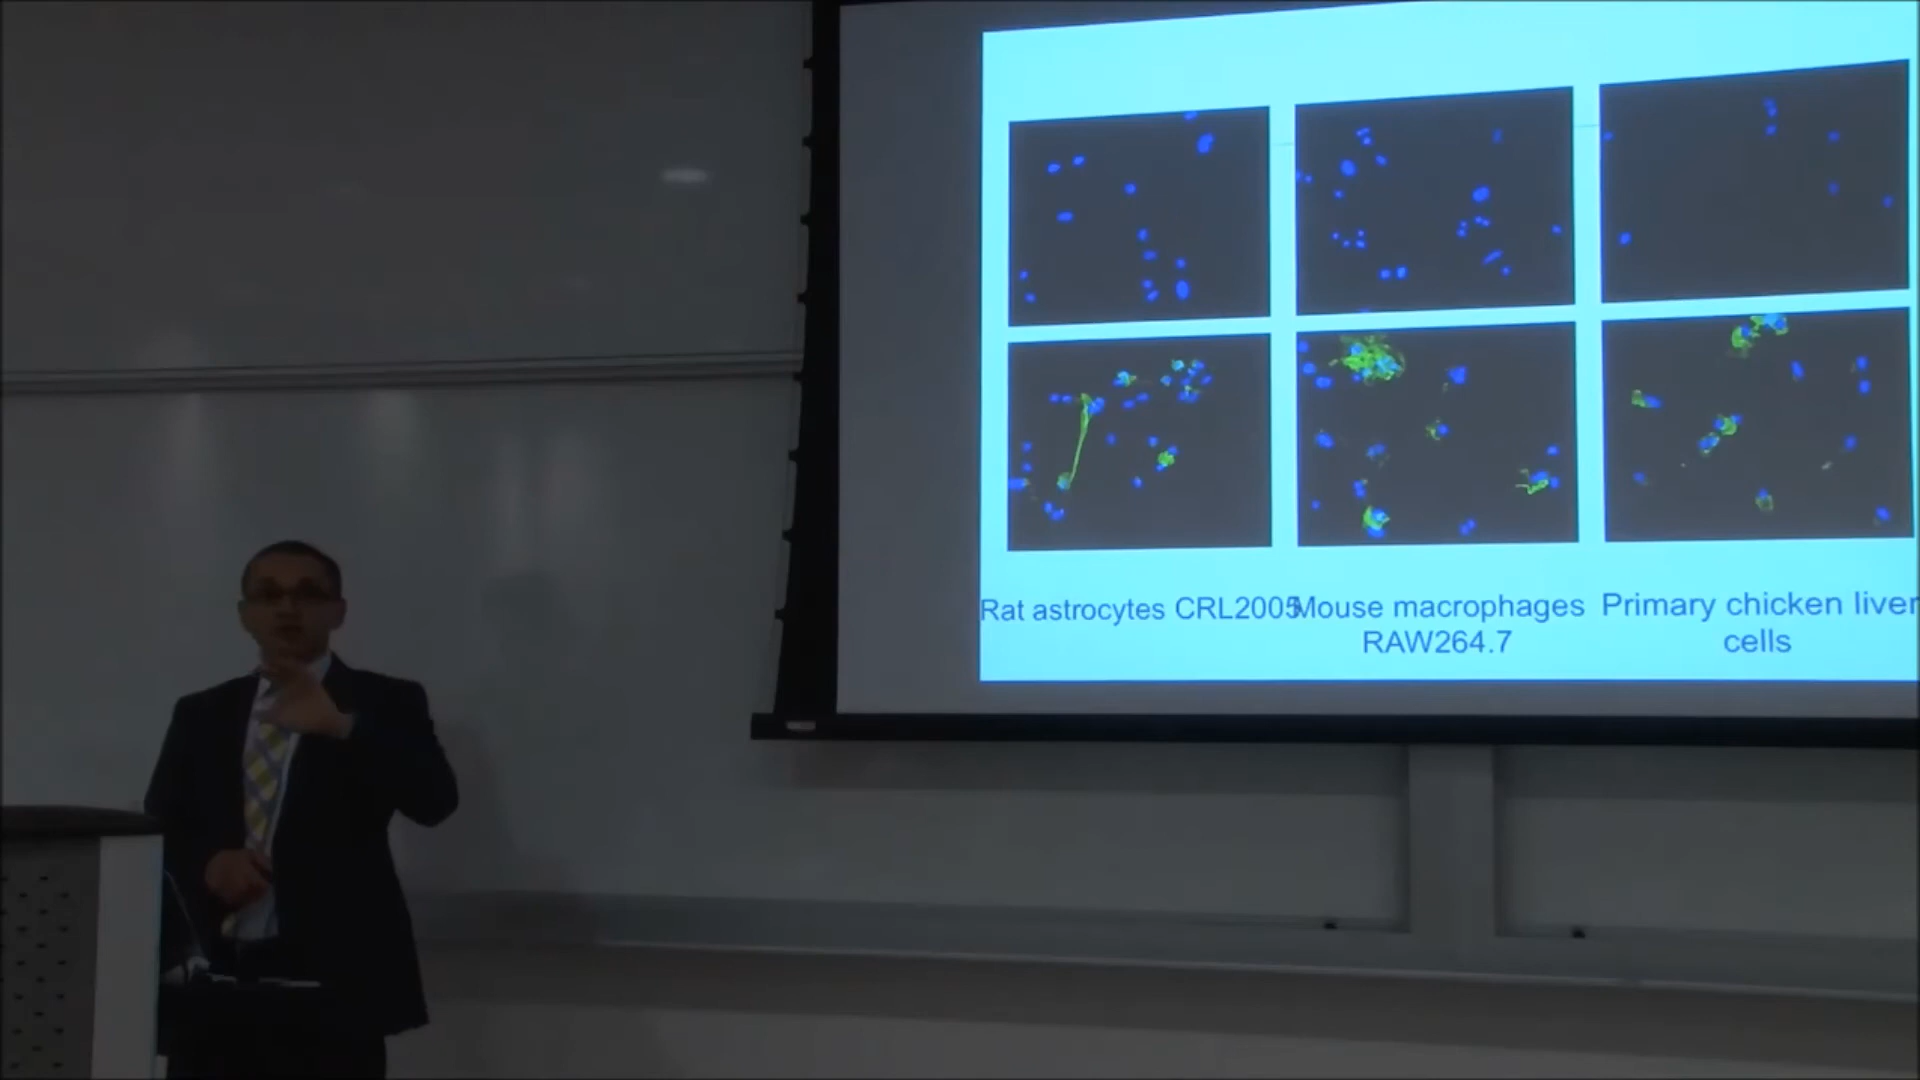 Rat astrocytes CRL2005
Mouse macrophages
RAW264.7
Primary chicken liver
cells